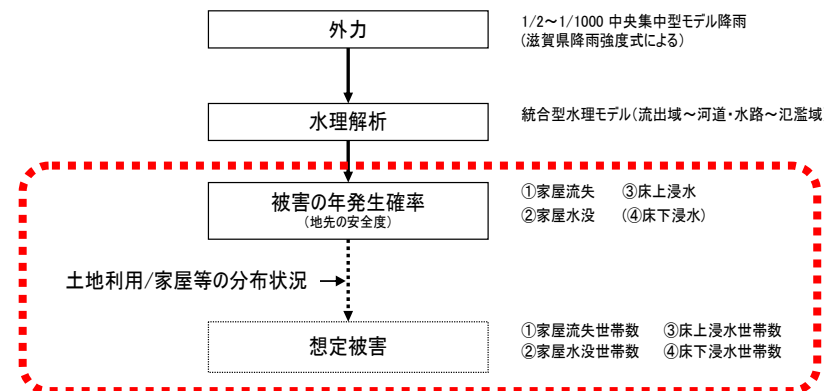 外力
1/2～1/1000 中央集中型モデル降雨
(滋賀県降雨強度式による)
水理解析
統合型水理モデル(流出域～河道・水路～氾濫域
被害の年発生確率
(地先の安全度)
①家屋流失 ③床上浸水
②家屋水没 (④床下浸水)
土地利用/家屋等の分布状況
想定被害
①家屋流失世帯数 ③床上浸水世帯数
②家屋水没世帯数 ④床下浸水世帯数